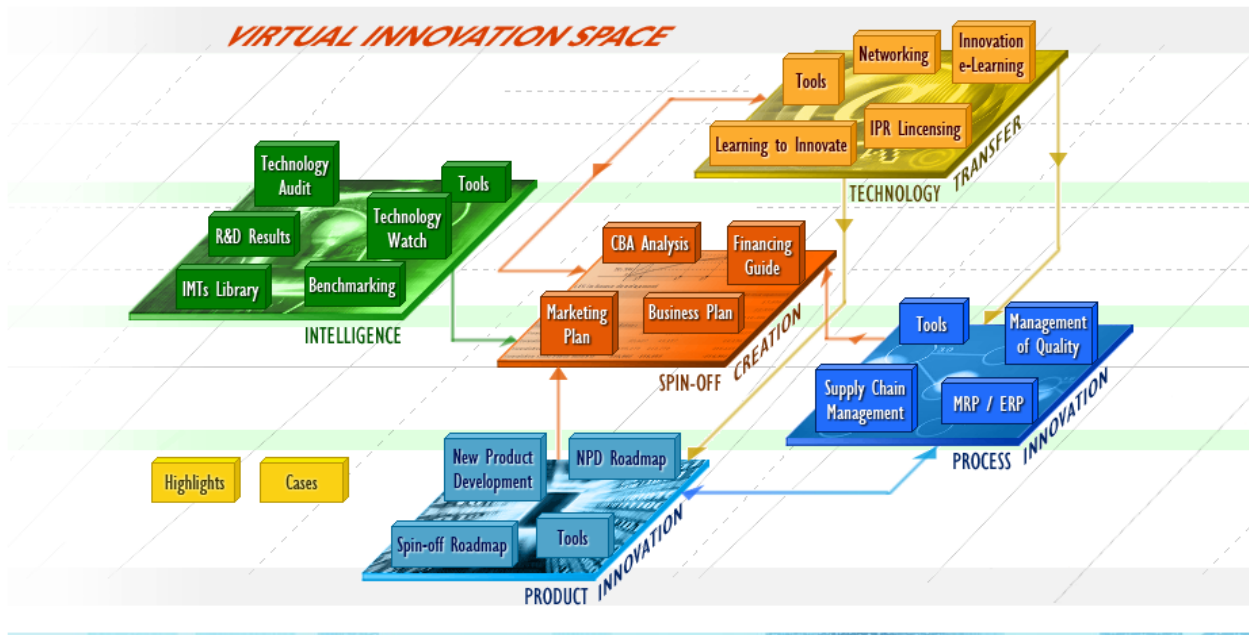 VIRTUAL INNOVATION SPACE
Tools
Networking
Innovation
e-Learning
Learning to Innovate
IPR Lincensing
TECHNOLOGY TRANSFER
Technology
Audit
Tools
R&D Results
Technology
Watch
IMTs Library
Benchmarking
INTELLIGENCE
CBA Analysis
Financing
Guide
Marketing
Plan
Business Plan
SPIN-OFF CREATION
Tools
Management
of Quality
Supply Chain
Management
MRP / ERP
PROCESS INNOVATION
New Product
Development
NPD Roadmap
Spin-off Roadmap
Tools
PRODUCT INNOVATION
Highlights
Cases